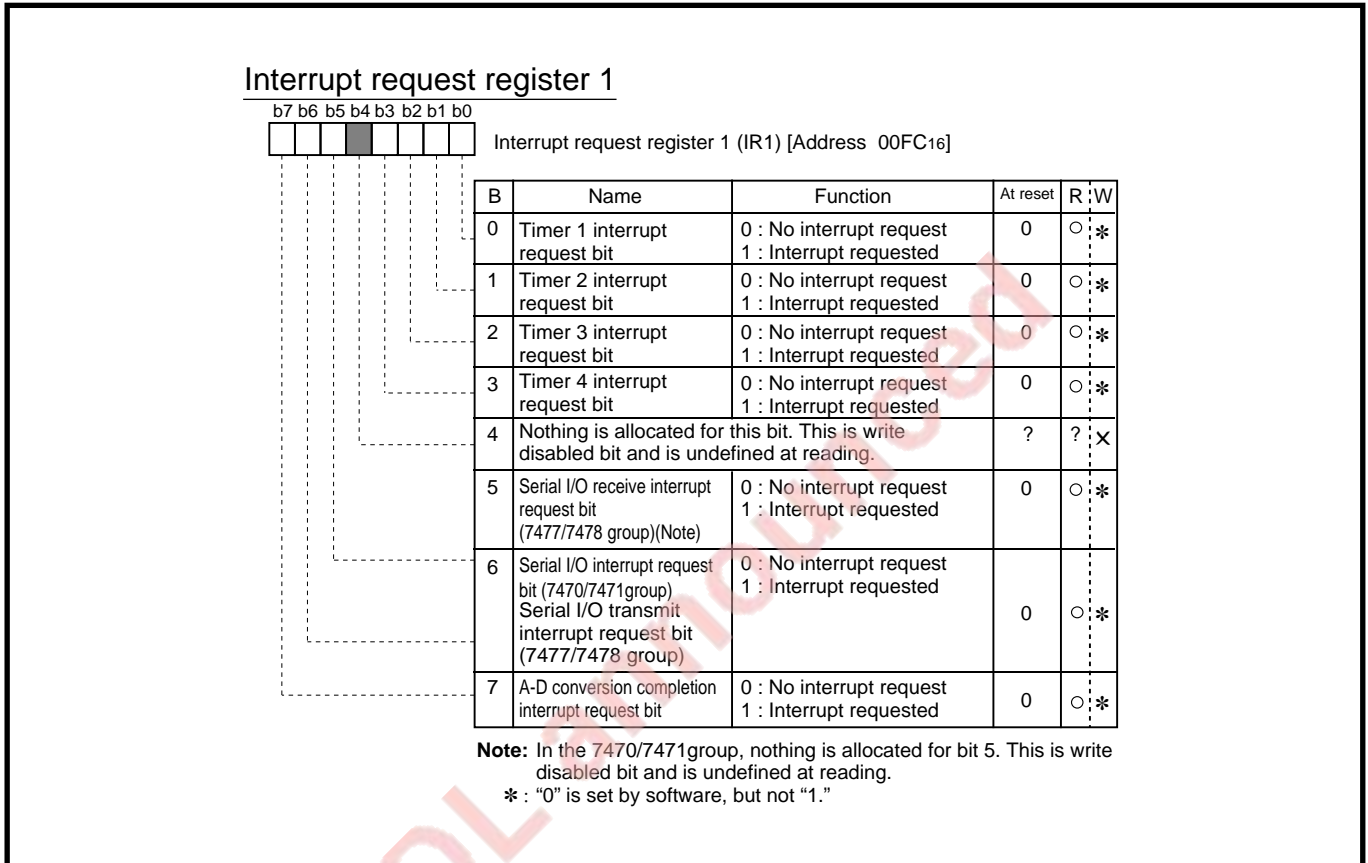 Interrupt request register 1
b7 b6 b5 b4 b3 b2 b1 b0
Interrupt request register 1 (IR1) [Address 00FC16]
B Name Function At reset R W
0 Timer 1 interrupt 0 : No interrupt request 0 ○ ✻
request bit 1 : Interrupt requested
1 Timer 2 interrupt 0 : No interrupt request 0 ○ ✻
request bit 1 : Interrupt requested
2 Timer 3 interrupt 0 : No interrupt request 0 ○ ✻
request bit 1 : Interrupt requested
3 Timer 4 interrupt 0 : No interrupt request 0 ○ ✻
request bit 1 : Interrupt requested
4 Nothing is allocated for this bit. This is write ? ? ×
disabled bit and is undefined at reading.
5 Serial I/O receive interrupt 0 : No interrupt request 0 ○ ✻
request bit 1 : Interrupt requested
(7477/7478 group)(Note)
6 Serial I/O interrupt request 0 : No interrupt request
bit (7470/7471group) 1 : Interrupt requested
Serial I/O transmit 0 ○ ✻
interrupt request bit
(7477/7478 group)
7 A-D conversion completion 0 : No interrupt request 0 ○ ✻
interrupt request bit 1 : Interrupt requested
Note: In the 7470/7471group, nothing is allocated for bit 5. This is write
disabled bit and is undefined at reading.
✻ : “0” is set by software, but not “1.”
OL announced